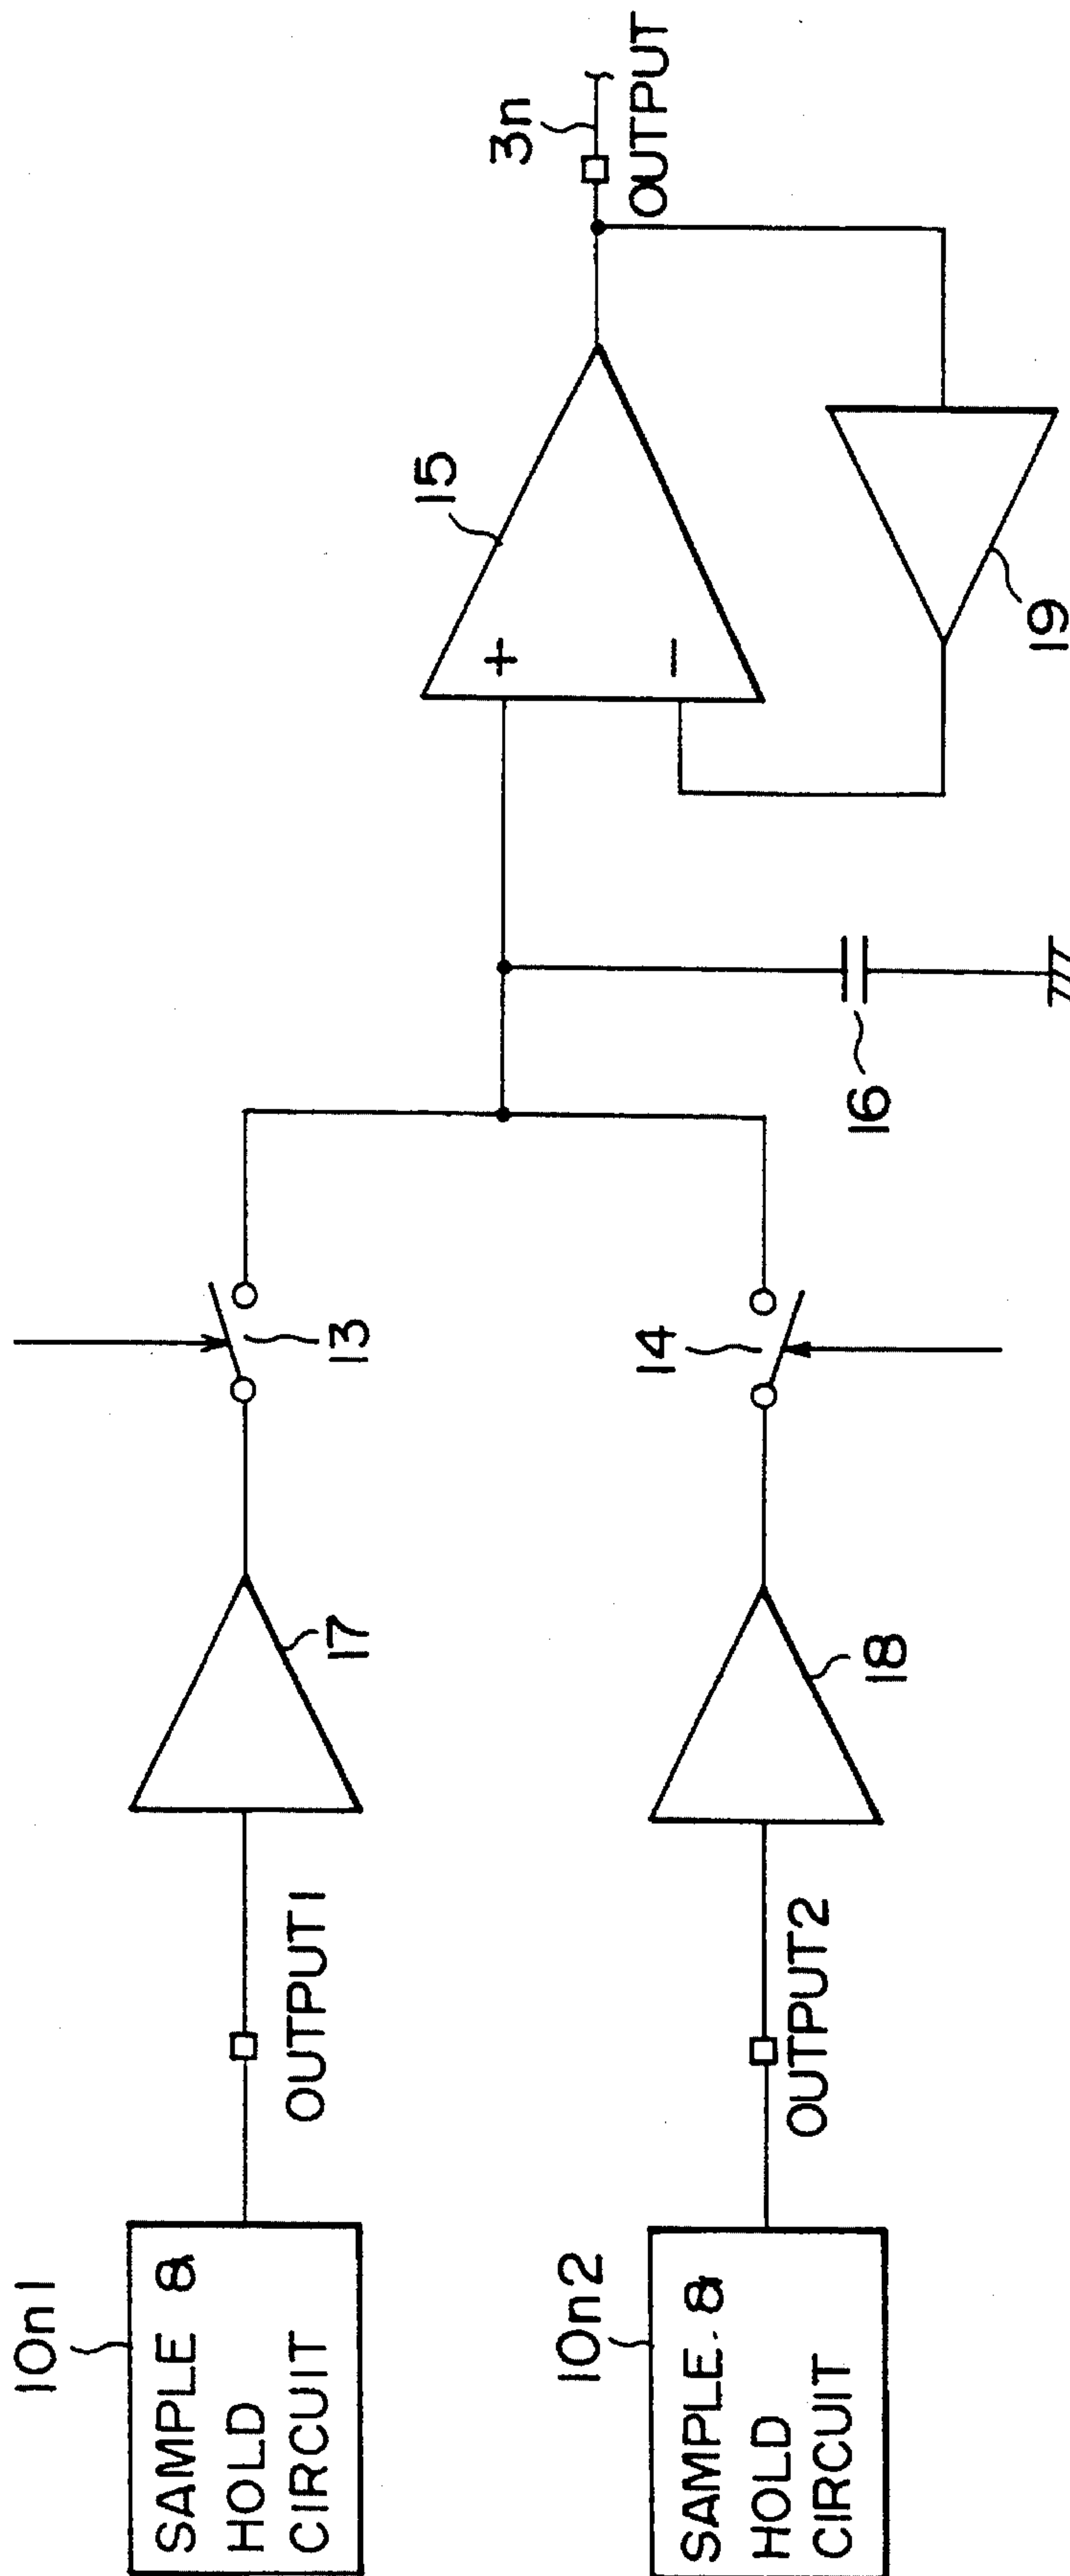 10n1
SAMPLE &
HOLD
CIRCUIT
OUTPUT1
17
13
10n2
SAMPLE &
HOLD
CIRCUIT
OUTPUT2
18
14
16
15
+
−
19
3n
OUTPUT